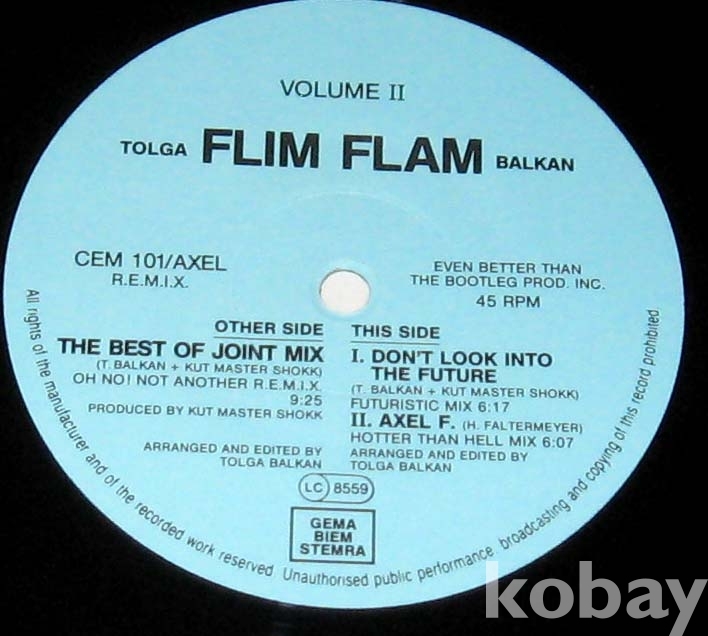 VOLUME II
TOLGA FLIM FLAM BALKAN
CEM 101/AXEL
R.E.M.I.X.
EVEN BETTER THAN
THE BOOTLEG PROD. INC.
45 RPM
OTHER SIDE
THE BEST OF JOINT MIX
(T. BALKAN + KUT MASTER SHOKK)
OH NO! NOT ANOTHER R.E.M.I.X.
9:25
PRODUCED BY KUT MASTER SHOKK
ARRANGED AND EDITED BY
TOLGA BALKAN
THIS SIDE
I. DON'T LOOK INTO
THE FUTURE
(T. BALKAN + KUT MASTER SHOKK)
FUTURISTIC MIX 6:17
II. AXEL F. (H. FALTERMEYER)
HOTTER THAN HELL MIX 6:07
ARRANGED AND EDITED BY
TOLGA BALKAN
LC 8559
GEMA
BIEM
STEMRA
All rights of the manufacturer and of the recorded work reserved. Unauthorised public performance, broadcasting and copying of this record prohibited
kobay